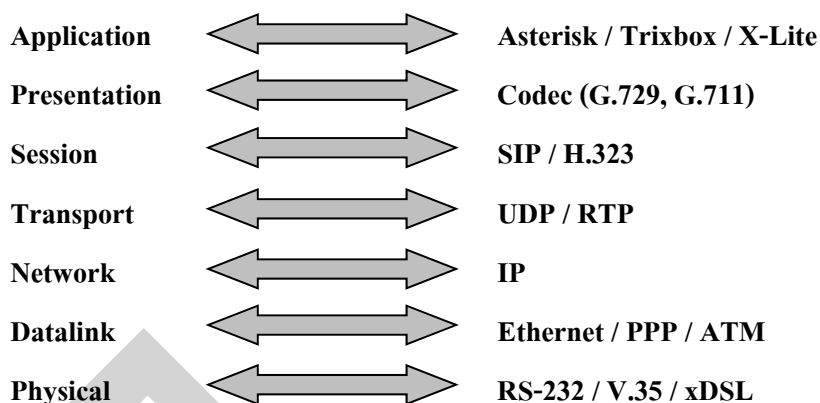 Application Asterisk / Trixbox / X-Lite
Presentation Codec (G.729, G.711)
Session SIP / H.323
Transport UDP / RTP
Network IP
Datalink Ethernet / PPP / ATM
Physical RS-232 / V.35 / xDSL